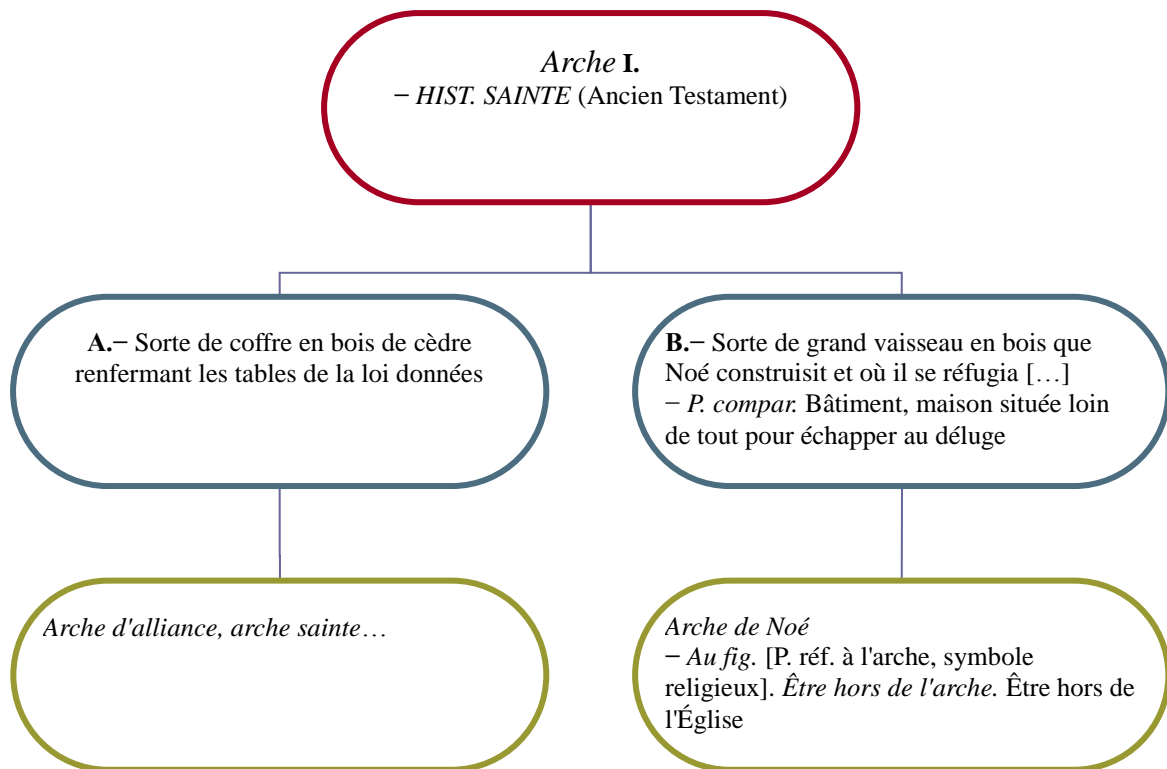 Arche I.
− HIST. SAINTE (Ancien Testament)
A.− Sorte de coffre en bois de cèdre
renfermant les tables de la loi données
B.− Sorte de grand vaisseau en bois que
Noé construisit et où il se réfugia […]
− P. compar. Bâtiment, maison située loin
de tout pour échapper au déluge
Arche d'alliance, arche sainte…
Arche de Noé
− Au fig. [P. réf. à l'arche, symbole
religieux]. Être hors de l'arche. Être hors de
l'Église